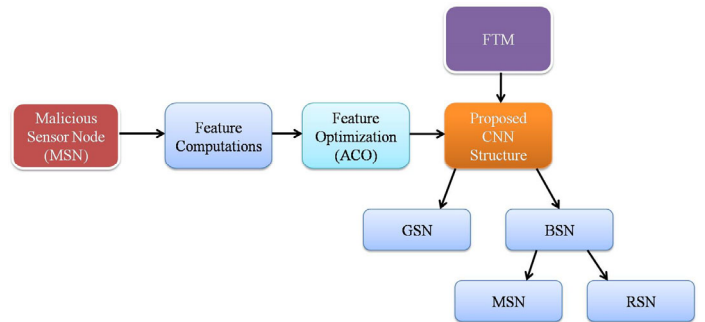 FTM
Malicious
Sensor Node
(MSN)
Feature
Computations
Feature
Optimization
(ACO)
Proposed
CNN
Structure
GSN
BSN
MSN
RSN